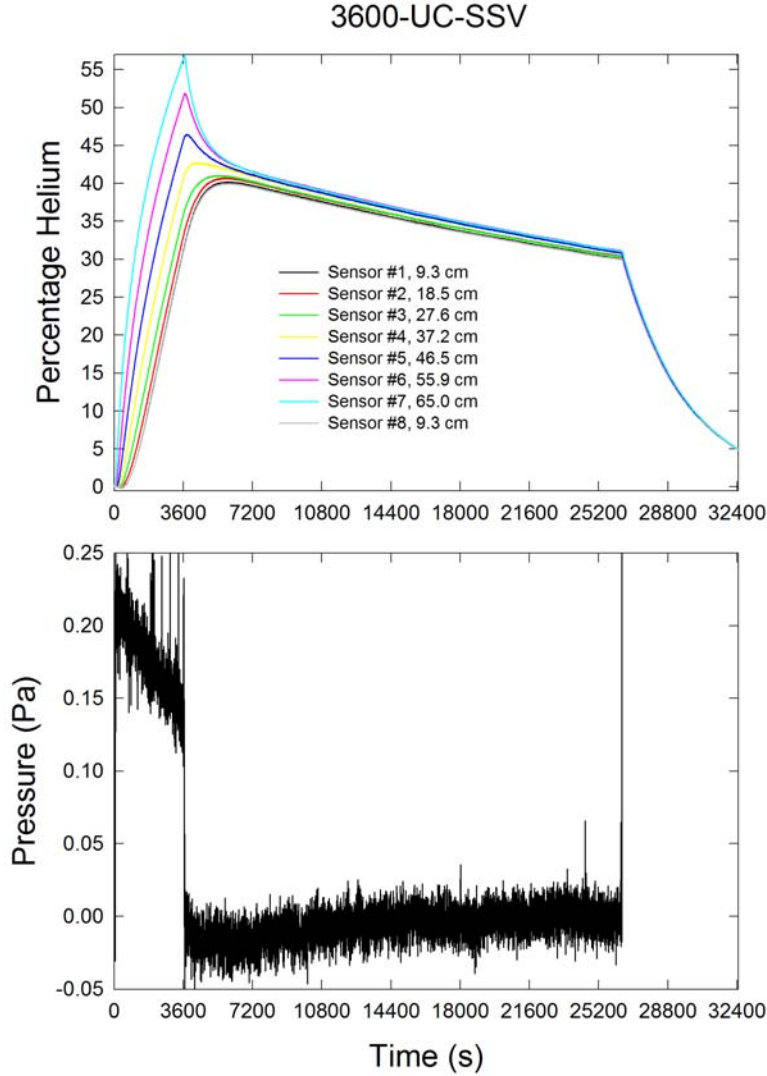 3600-UC-SSV
Percentage Helium
55
50
45
40
35
30
25
20
15
10
5
0
Sensor #1, 9.3 cm
Sensor #2, 18.5 cm
Sensor #3, 27.6 cm
Sensor #4, 37.2 cm
Sensor #5, 46.5 cm
Sensor #6, 55.9 cm
Sensor #7, 65.0 cm
Sensor #8, 9.3 cm
0 3600 7200 10800 14400 18000 21600 25200 28800 32400
Pressure (Pa)
0.25
0.20
0.15
0.10
0.05
0.00
-0.05
0 3600 7200 10800 14400 18000 21600 25200 28800 32400
Time (s)